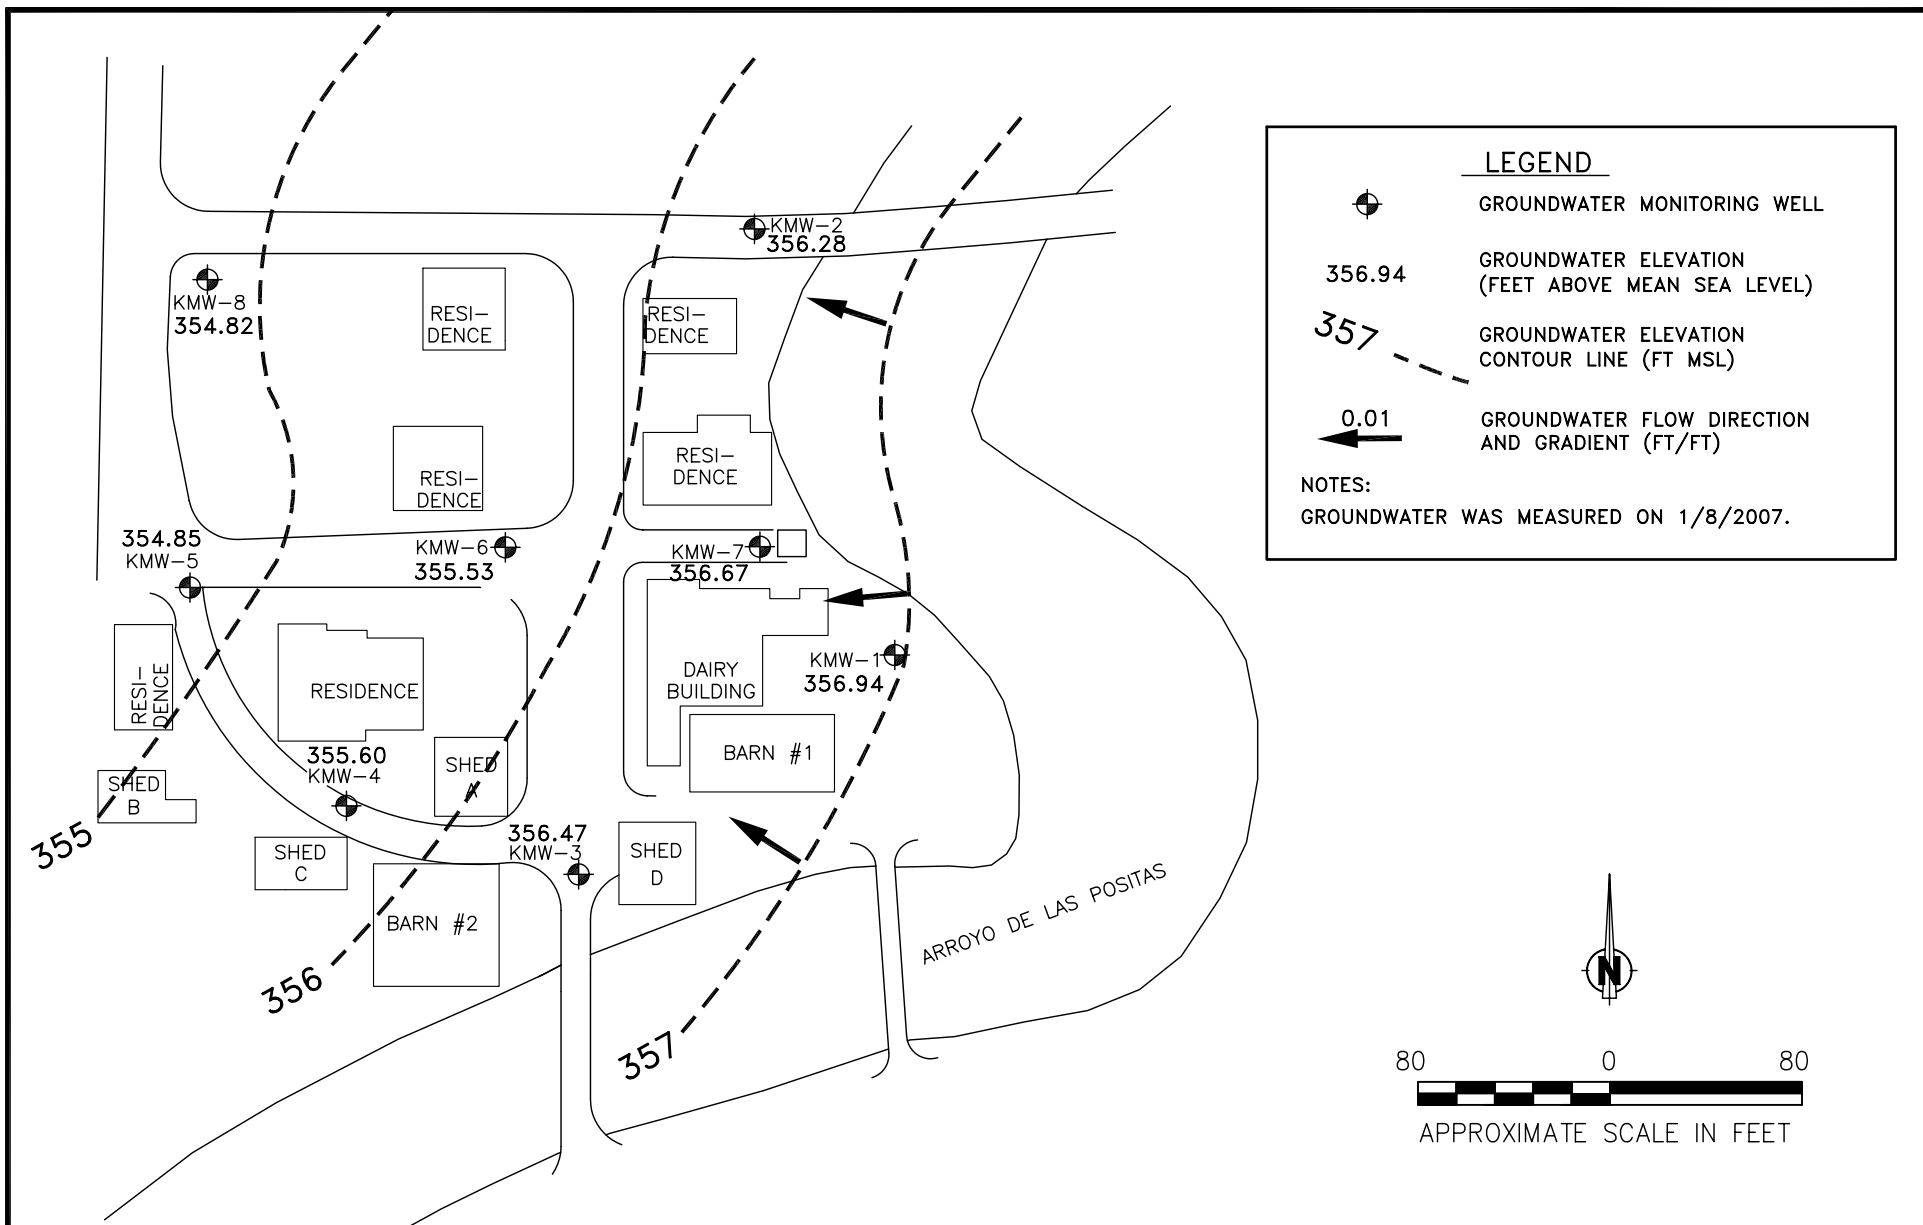 KMW-2
356.28
KMW-8
354.82
RESI-
DENCE
RESI-
DENCE
RESI-
DENCE
RESI-
DENCE
354.85
KMW-5
KMW-6
355.53
KMW-7
356.67
RESI-
DENCE
RESIDENCE
DAIRY
BUILDING
KMW-1
356.94
BARN #1
355.60
KMW-4
SHED
A
SHED
B
355
SHED
C
356.47
KMW-3
SHED
D
BARN #2
356
357
ARROYO DE LAS POSITAS
LEGEND
GROUNDWATER MONITORING WELL
356.94
GROUNDWATER ELEVATION
(FEET ABOVE MEAN SEA LEVEL)
357
GROUNDWATER ELEVATION
CONTOUR LINE (FT MSL)
0.01
GROUNDWATER FLOW DIRECTION
AND GRADIENT (FT/FT)
NOTES:
GROUNDWATER WAS MEASURED ON 1/8/2007.
N
80 0 80
APPROXIMATE SCALE IN FEET